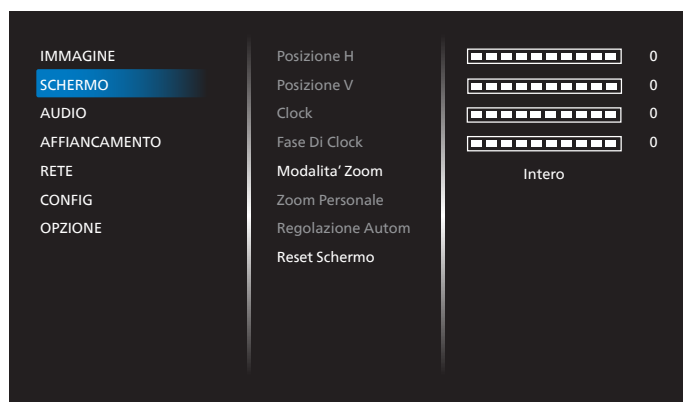 IMMAGINE
SCHERMO
AUDIO
AFFIANCAMENTO
RETE
CONFIG
OPZIONE
Posizione H 0
Posizione V 0
Clock 0
Fase Di Clock 0
Modalita’ Zoom Intero
Zoom Personale
Regolazione Autom
Reset Schermo